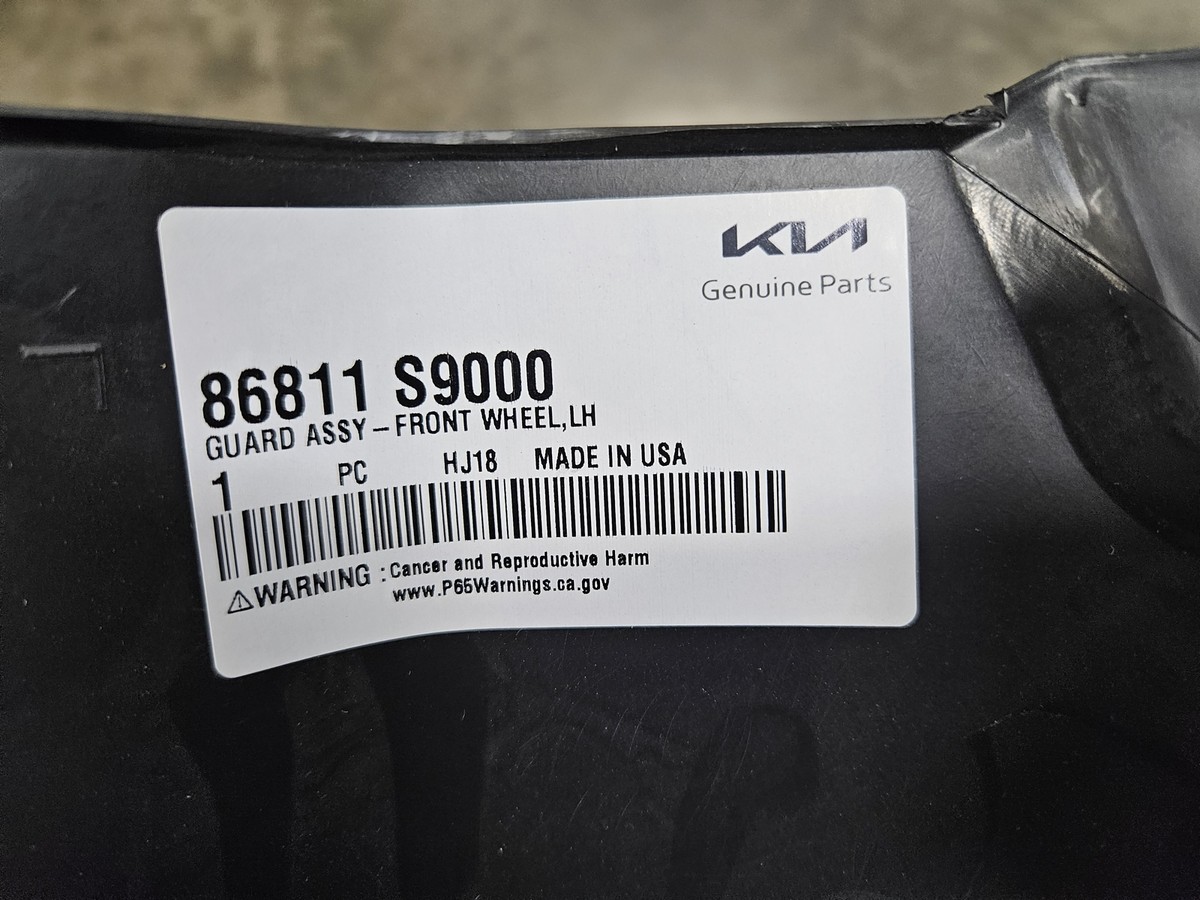 KIA
Genuine Parts
86811 S9000
GUARD ASSY-FRONT WHEEL,LH
1 PC HJ18 MADE IN USA
⚠WARNING : Cancer and Reproductive Harm
www.P65Warnings.ca.gov